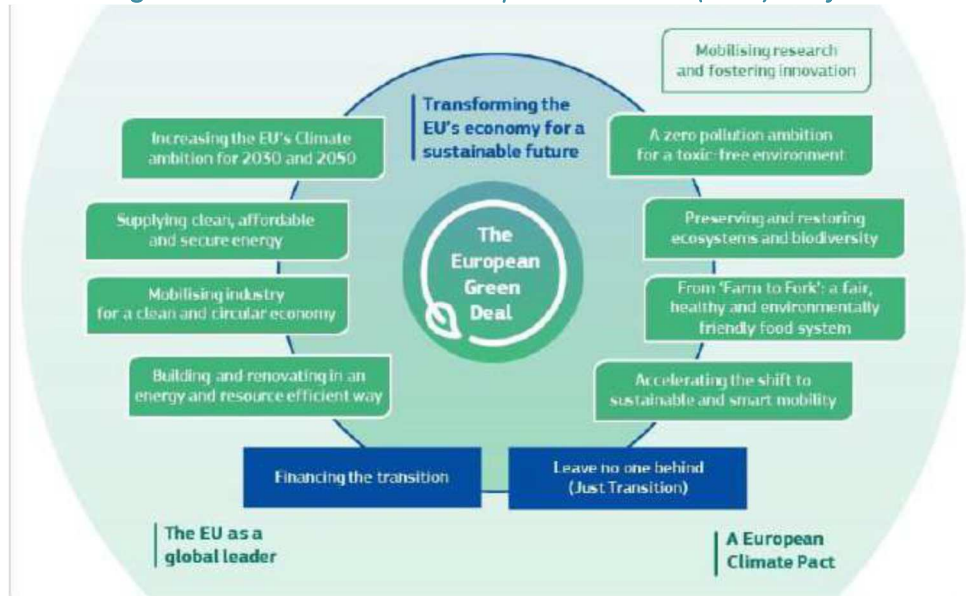 Mobilising research
and fostering innovation
Transforming the
EU's economy for a
sustainable future
Increasing the EU's Climate
ambition for 2030 and 2050
A zero pollution ambition
for a toxic-free environment
Supplying clean, affordable
and secure energy
The
European
Green
Deal
Preserving and restoring
ecosystems and biodiversity
Mobilising industry
for a clean and circular economy
From 'Farm to Fork': a fair,
healthy and environmentally
friendly food system
Building and renovating in an
energy and resource efficient way
Accelerating the shift to
sustainable and smart mobility
Financing the transition
Leave no one behind
(Just Transition)
The EU as a
global leader
A European
Climate Pact